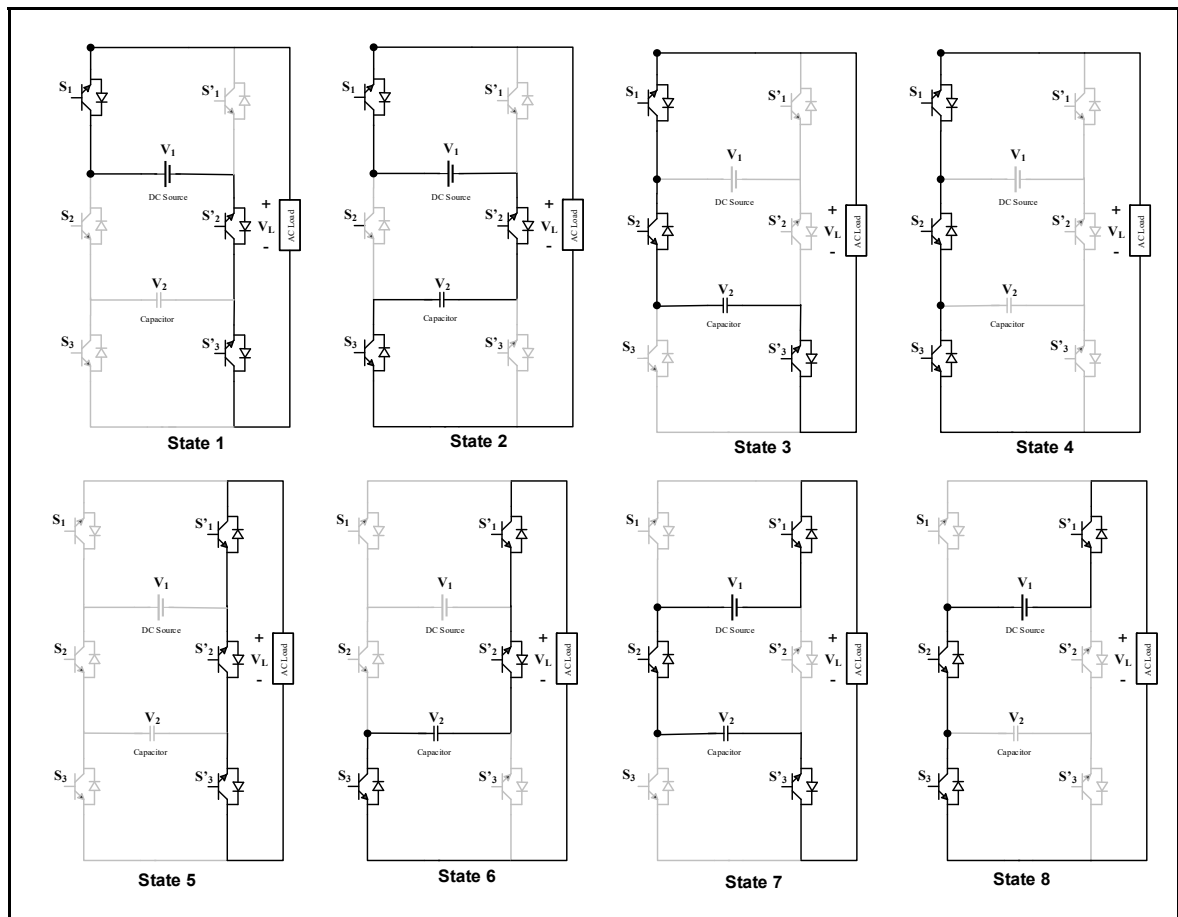 S1
S'1
V1
DC Source
S2
S'2
+
VL
-
AC Load
V2
Capacitor
S3
S'3
State 1
S1
S'1
V1
DC Source
S2
S'2
+
VL
-
AC Load
V2
Capacitor
S3
S'3
State 2
S1
S'1
V1
DC Source
S2
S'2
+
VL
-
AC Load
V2
Capacitor
S3
S'3
State 3
S1
S'1
V1
DC Source
S2
S'2
+
VL
-
AC Load
V2
Capacitor
S3
S'3
State 4
S1
S'1
V1
DC Source
S2
S'2
+
VL
-
AC Load
V2
Capacitor
S3
S'3
State 5
S1
S'1
V1
DC Source
S2
S'2
+
VL
-
AC Load
V2
Capacitor
S3
S'3
State 6
S1
S'1
V1
DC Source
S2
S'2
+
VL
-
AC Load
V2
Capacitor
S3
S'3
State 7
S1
S'1
V1
DC Source
S2
S'2
+
VL
-
AC Load
V2
Capacitor
S3
S'3
State 8